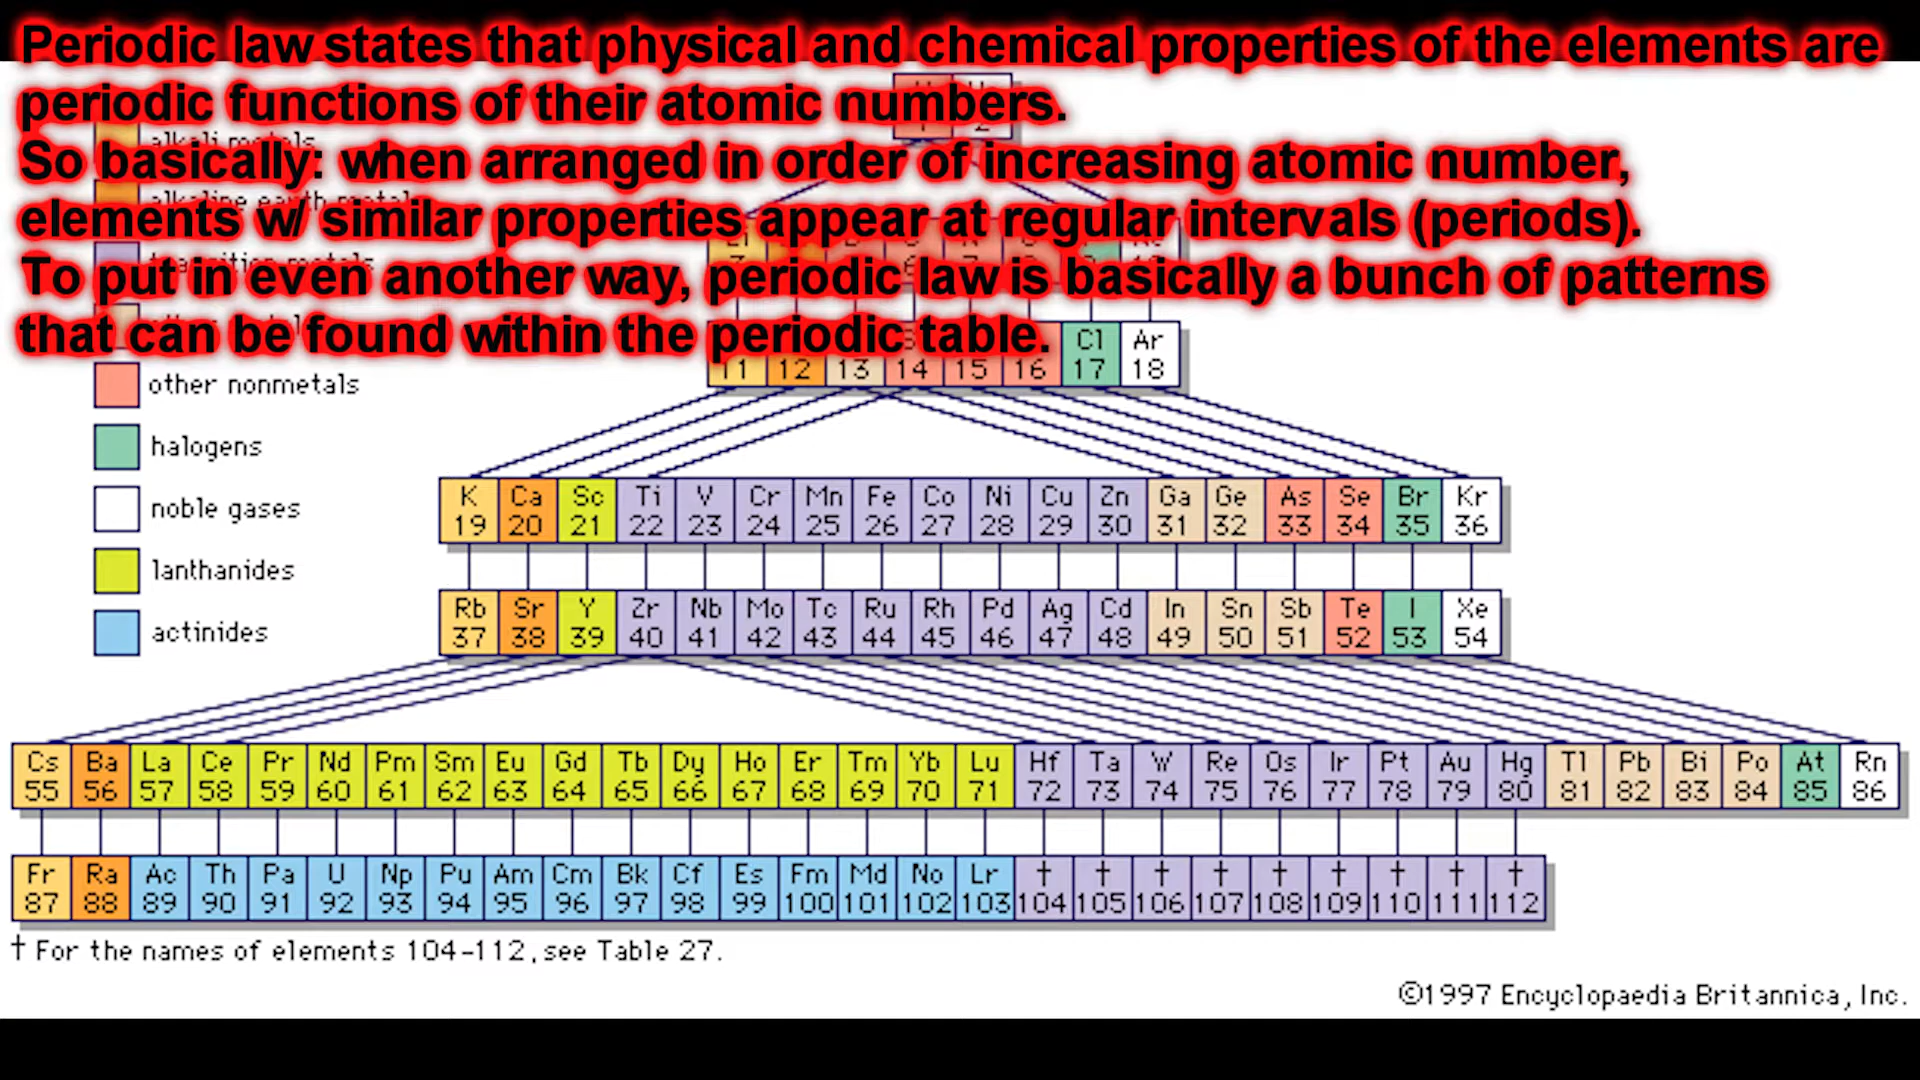 Periodic law states that physical and chemical properties of the elements are
periodic functions of their atomic numbers.
So basically: when arranged in order of increasing atomic number,
elements w/ similar properties appear at regular intervals (periods).
To put in even another way, periodic law is basically a bunch of patterns
that can be found within the periodic table.
alkali metals
alkaline earth metals
transition metals
other nonmetals
halogens
noble gases
lanthanides
actinides
Cl Ar
11 12 13 14 15 16 17 18
K Ca Sc Ti V Cr Mn Fe Co Ni Cu Zn Ga Ge As Se Br Kr
19 20 21 22 23 24 25 26 27 28 29 30 31 32 33 34 35 36
Rb Sr Y Zr Nb Mo Tc Ru Rh Pd Ag Cd In Sn Sb Te I Xe
37 38 39 40 41 42 43 44 45 46 47 48 49 50 51 52 53 54
Cs Ba La Ce Pr Nd Pm Sm Eu Gd Tb Dy Ho Er Tm Yb Lu Hf Ta W Re Os Ir Pt Au Hg Tl Pb Bi Po At Rn
55 56 57 58 59 60 61 62 63 64 65 66 67 68 69 70 71 72 73 74 75 76 77 78 79 80 81 82 83 84 85 86
Fr Ra Ac Th Pa U Np Pu Am Cm Bk Cf Es Fm Md No Lr † † † † † † † † †
87 88 89 90 91 92 93 94 95 96 97 98 99 100 101 102 103 104 105 106 107 108 109 110 111 112
† For the names of elements 104-112, see Table 27.
©1997 Encyclopaedia Britannica, Inc.